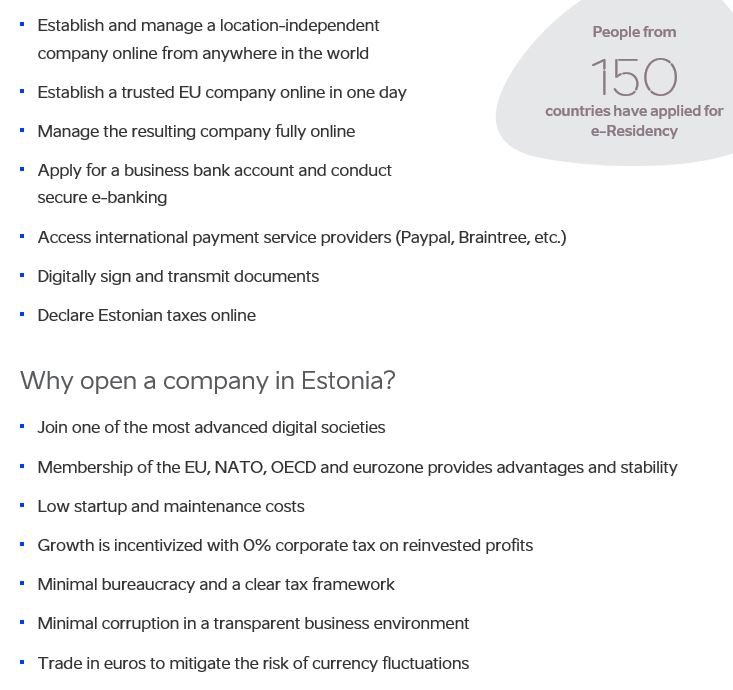 Establish and manage a location-independent
company online from anywhere in the world
Establish a trusted EU company online in one day
Manage the resulting company fully online
Apply for a business bank account and conduct
secure e-banking
Access international payment service providers (Paypal, Braintree, etc.)
Digitally sign and transmit documents
Declare Estonian taxes online
People from
150
countries have applied for
e-Residency
Why open a company in Estonia?
Join one of the most advanced digital societies
Membership of the EU, NATO, OECD and eurozone provides advantages and stability
Low startup and maintenance costs
Growth is incentivized with 0% corporate tax on reinvested profits
Minimal bureaucracy and a clear tax framework
Minimal corruption in a transparent business environment
Trade in euros to mitigate the risk of currency fluctuations